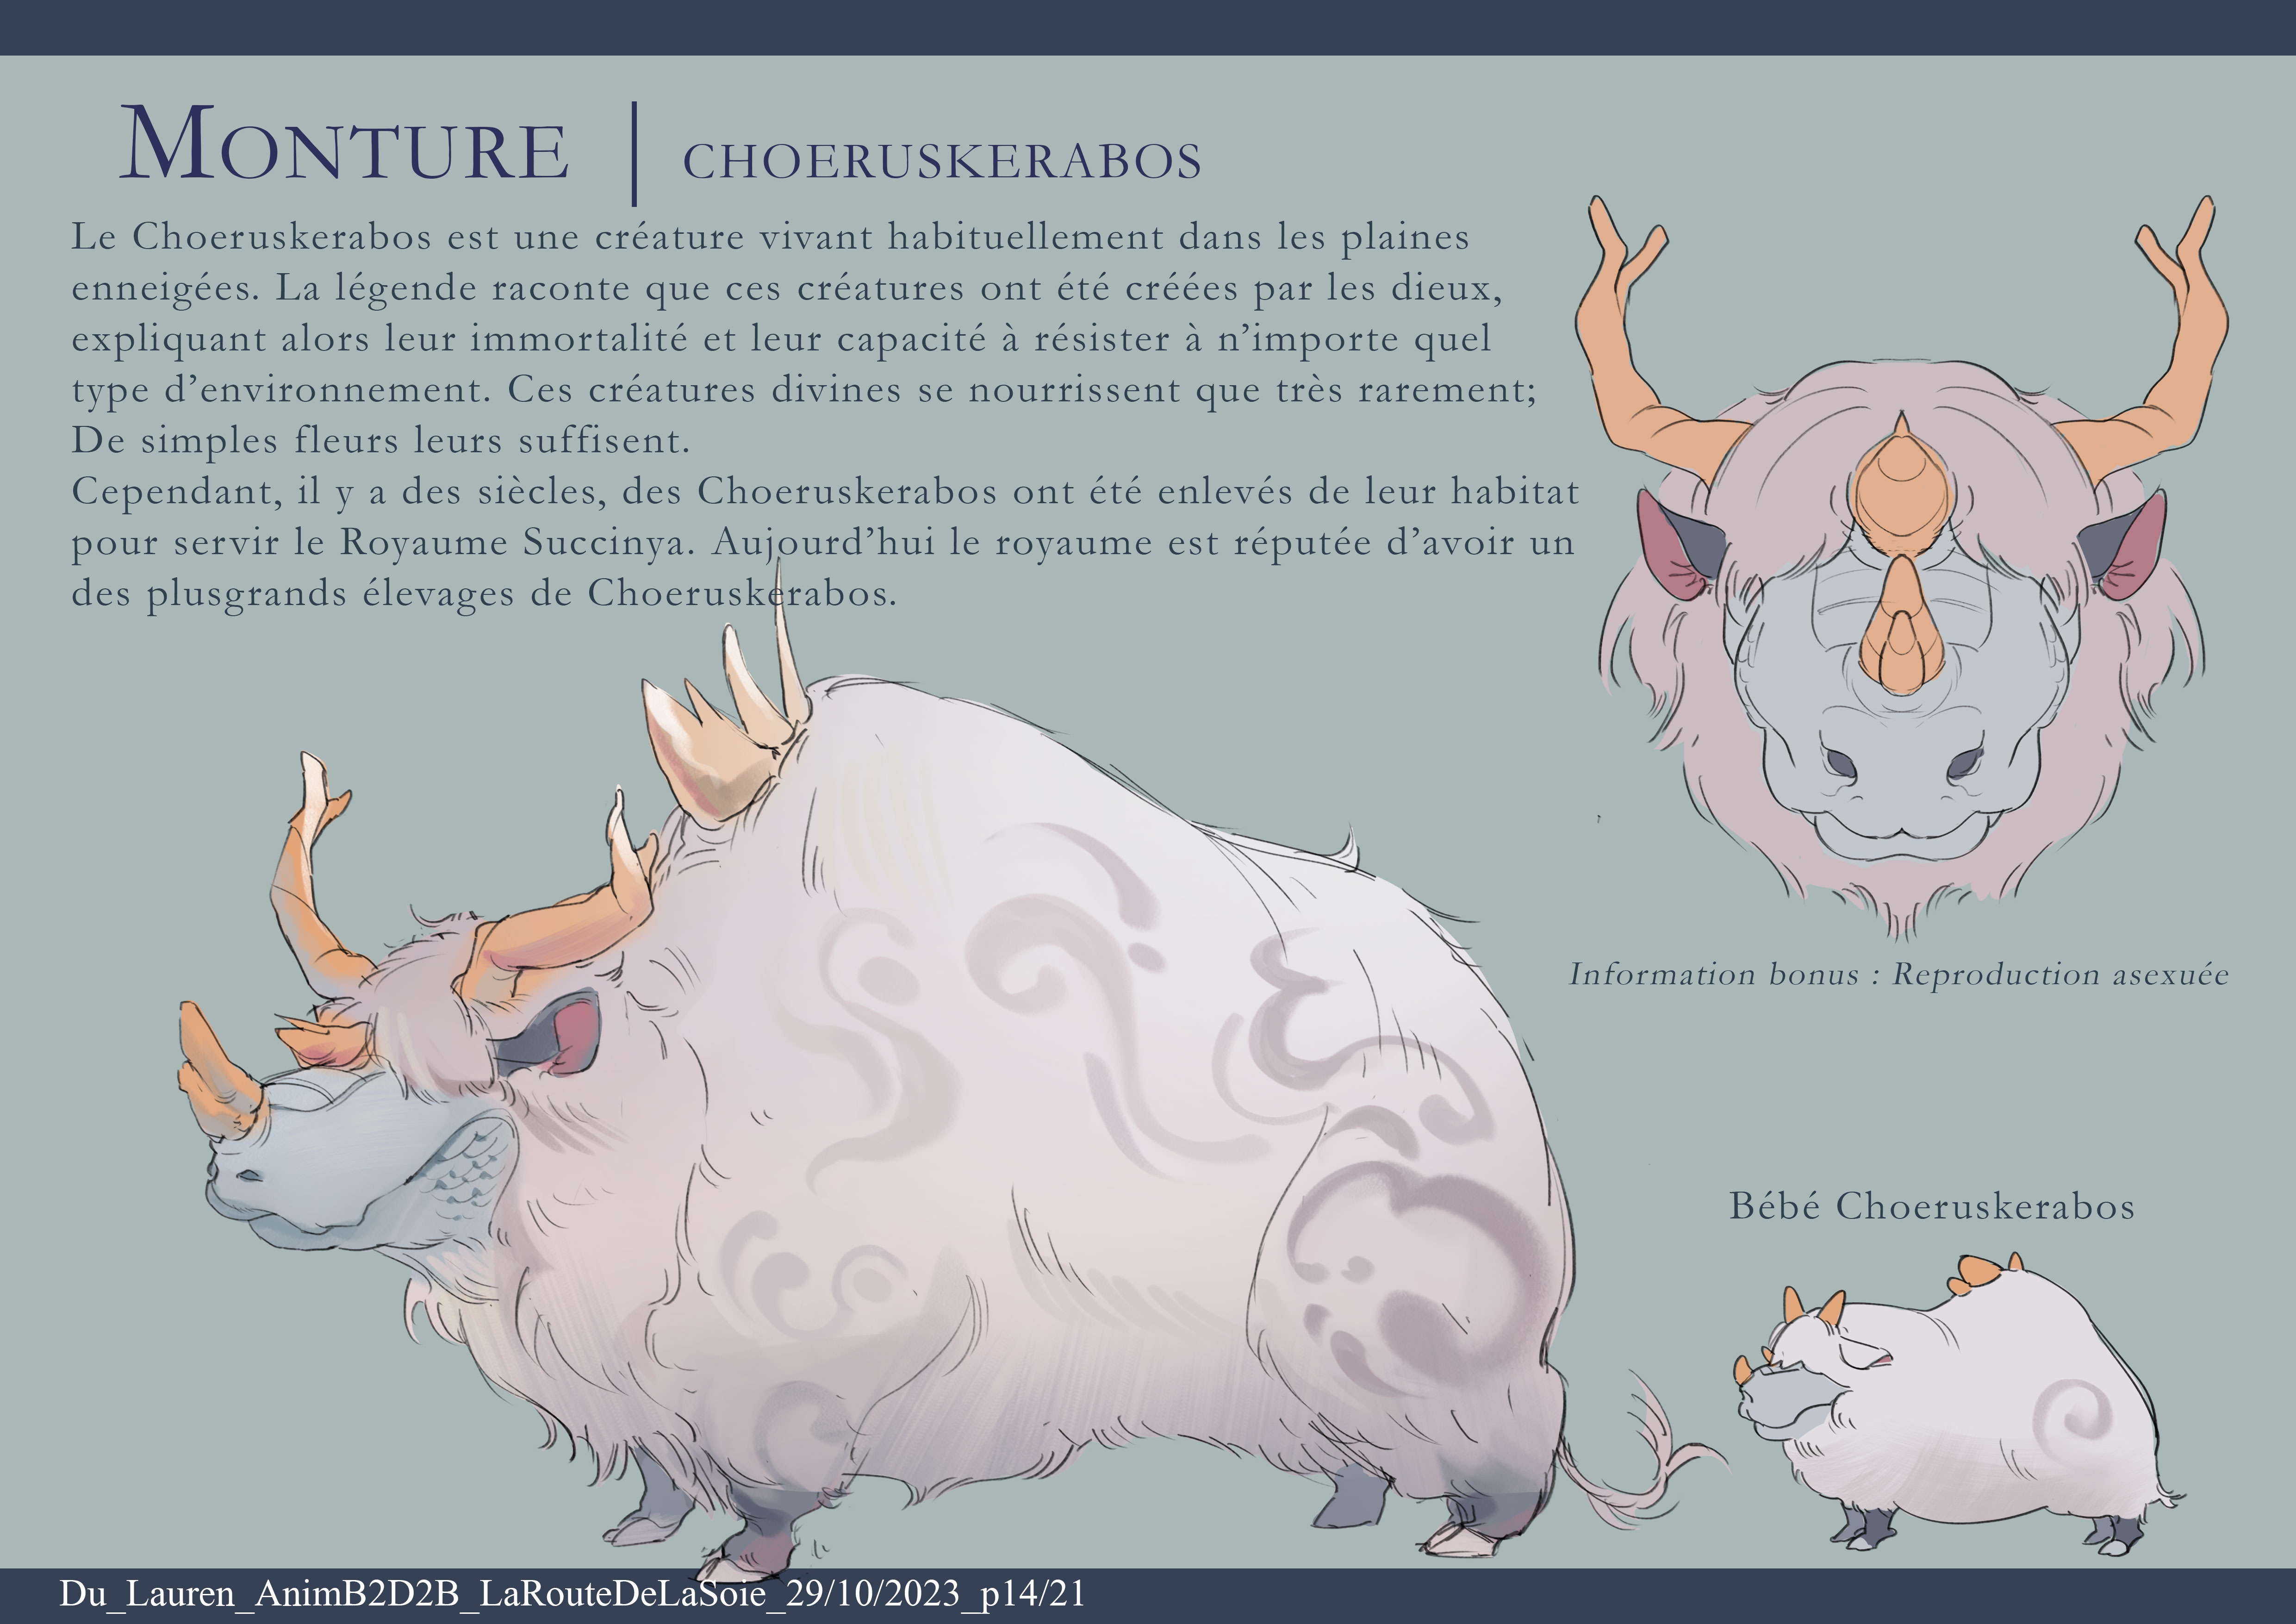 MONTURE | CHOERUSKERABOS
Le Choeruskerabos est une créature vivant habituellement dans les plaines
enneigées. La légende raconte que ces créatures ont été créées par les dieux,
expliquant alors leur immortalité et leur capacité à résister à n’importe quel
type d’environnement. Ces créatures divines se nourrissent que très rarement;
De simples fleurs leurs suffisent.
Cependant, il y a des siècles, des Choeruskerabos ont été enlevés de leur habitat
pour servir le Royaume Succinya. Aujourd’hui le royaume est réputée d’avoir un
des plusgrands élevages de Choeruskerabos.
Information bonus : Reproduction asexuée
Bébé Choeruskerabos
Du_Lauren_AnimB2D2B_LaRouteDeLaSoie_29/10/2023_p14/21